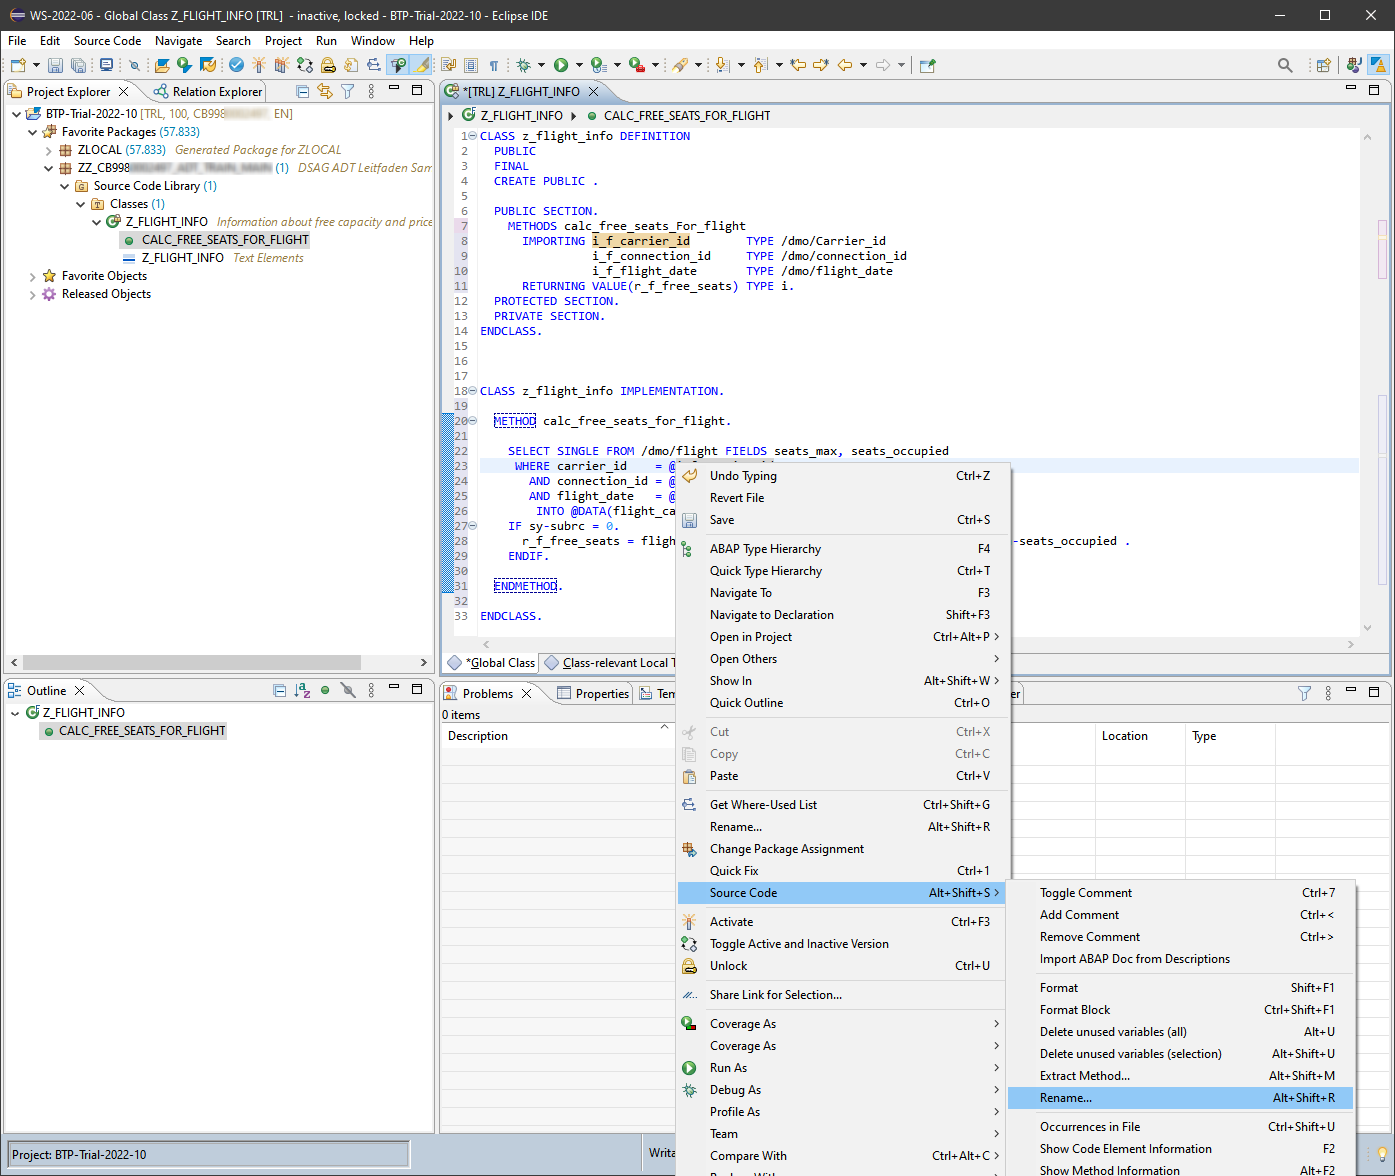 WS-2022-06 - Global Class Z_FLIGHT_INFO [TRL]  - inactive, locked - BTP-Trial-2022-10 - Eclipse IDE
File Edit Source Code Navigate Search Project Run Window Help
Project Explorer
Relation Explorer
BTP-Trial-2022-10 [TRL, 100, CB998 EN]
Favorite Packages (57.833)
ZLOCAL (57.833) Generated Package for ZLOCAL
ZZ_CB998 (1) DSAG ADT Leitfaden Sam
Source Code Library (1)
Classes (1)
Z_FLIGHT_INFO Information about free capacity and price
CALC_FREE_SEATS_FOR_FLIGHT
Z_FLIGHT_INFO Text Elements
Favorite Objects
Released Objects
*[TRL] Z_FLIGHT_INFO
Z_FLIGHT_INFO CALC_FREE_SEATS_FOR_FLIGHT
1 CLASS z_flight_info DEFINITION
2 PUBLIC
3 FINAL
4 CREATE PUBLIC .
5
6 PUBLIC SECTION.
7 METHODS calc_free_seats_For_flight
8 IMPORTING i_f_carrier_id TYPE /dmo/Carrier_id
9 i_f_connection_id TYPE /dmo/connection_id
10 i_f_flight_date TYPE /dmo/flight_date
11 RETURNING VALUE(r_f_free_seats) TYPE i.
12 PROTECTED SECTION.
13 PRIVATE SECTION.
14 ENDCLASS.
15
16
17
18 CLASS z_flight_info IMPLEMENTATION.
19
20 METHOD calc_free_seats_for_flight.
21
22 SELECT SINGLE FROM /dmo/flight FIELDS seats_max, seats_occupied
23 WHERE carrier_id = @
24 AND connection_id = @
25 AND flight_date = @
26 INTO @DATA(flight_ca
27 IF sy-subrc = 0.
28 r_f_free_seats = fligh -seats_occupied .
29 ENDIF.
30
31 ENDMETHOD.
32
33 ENDCLASS.
*Global Class
Class-relevant Local T
Undo Typing Ctrl+Z
Revert File
Save Ctrl+S
ABAP Type Hierarchy F4
Quick Type Hierarchy Ctrl+T
Navigate To F3
Navigate to Declaration Shift+F3
Open in Project Ctrl+Alt+P
Open Others
Show In Alt+Shift+W
Quick Outline Ctrl+O
Cut Ctrl+X
Copy Ctrl+C
Paste Ctrl+V
Get Where-Used List Ctrl+Shift+G
Rename... Alt+Shift+R
Change Package Assignment
Quick Fix Ctrl+1
Source Code Alt+Shift+S
Activate Ctrl+F3
Toggle Active and Inactive Version
Unlock Ctrl+U
Share Link for Selection...
Coverage As
Coverage As
Run As
Debug As
Profile As
Team
Compare With Ctrl+Alt+C
Replace With
Toggle Comment Ctrl+7
Add Comment Ctrl+<
Remove Comment Ctrl+>
Import ABAP Doc from Descriptions
Format Shift+F1
Format Block Ctrl+Shift+F1
Delete unused variables (all) Alt+U
Delete unused variables (selection) Alt+Shift+U
Extract Method... Alt+Shift+M
Rename... Alt+Shift+R
Occurrences in File Ctrl+Shift+U
Show Code Element Information F2
Show Method Information Alt+F2
Outline
Z_FLIGHT_INFO
CALC_FREE_SEATS_FOR_FLIGHT
Problems
Properties
Tem
er
0 items
Description Location Type
Project: BTP-Trial-2022-10
Writa